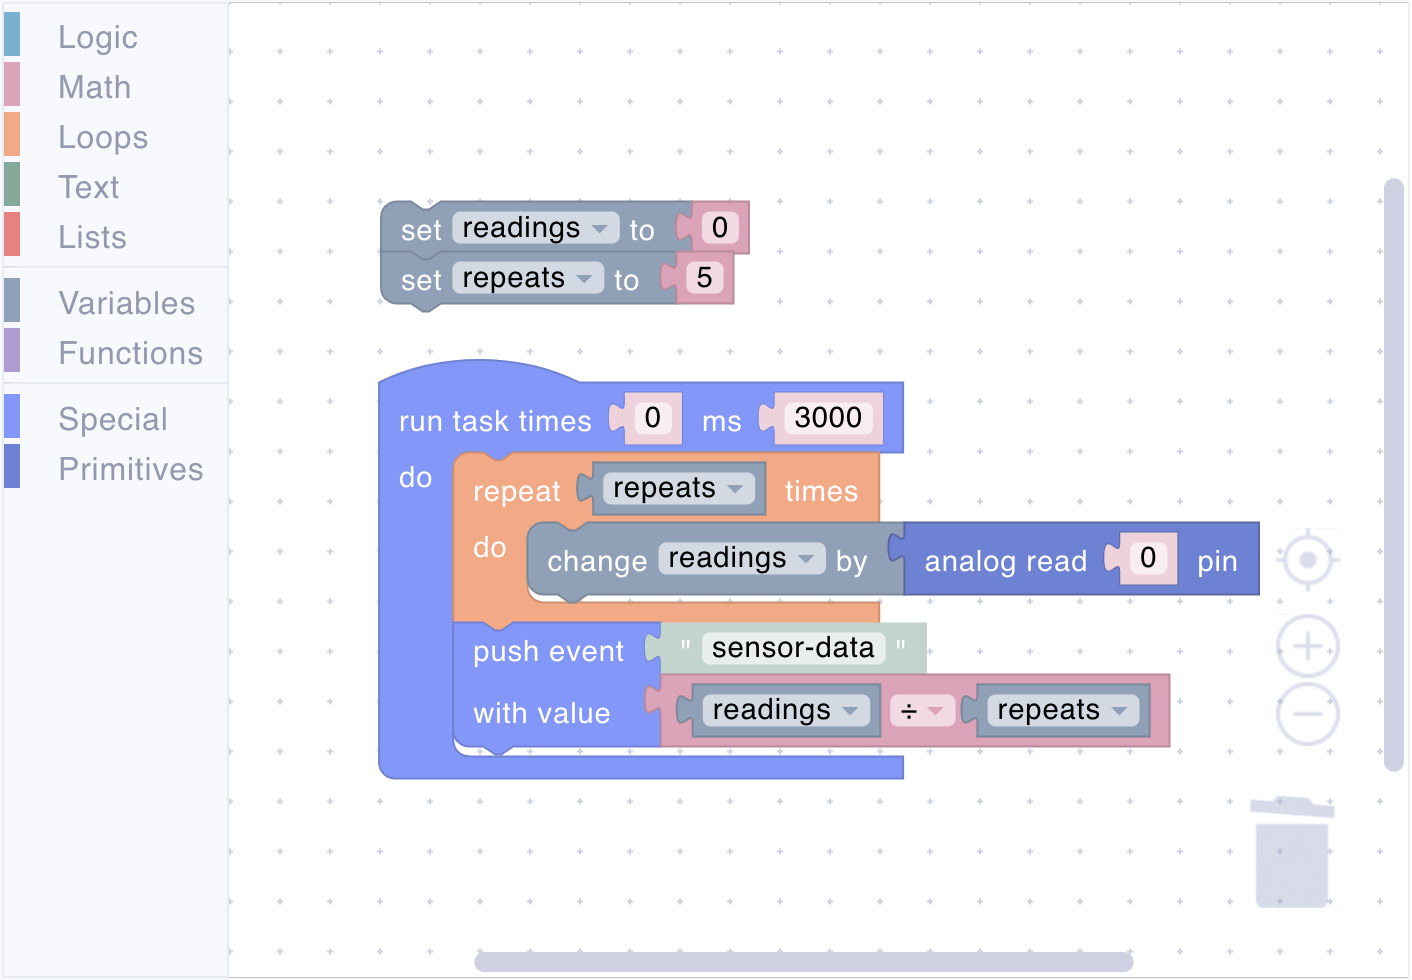 Logic
Math
Loops
Text
Lists
Variables
Functions
Special
Primitives
set readings to 0
set repeats to 5
run task times 0 ms 3000
do
repeat repeats times
do
change readings by analog read 0 pin
push event " sensor-data "
with value readings ÷ repeats